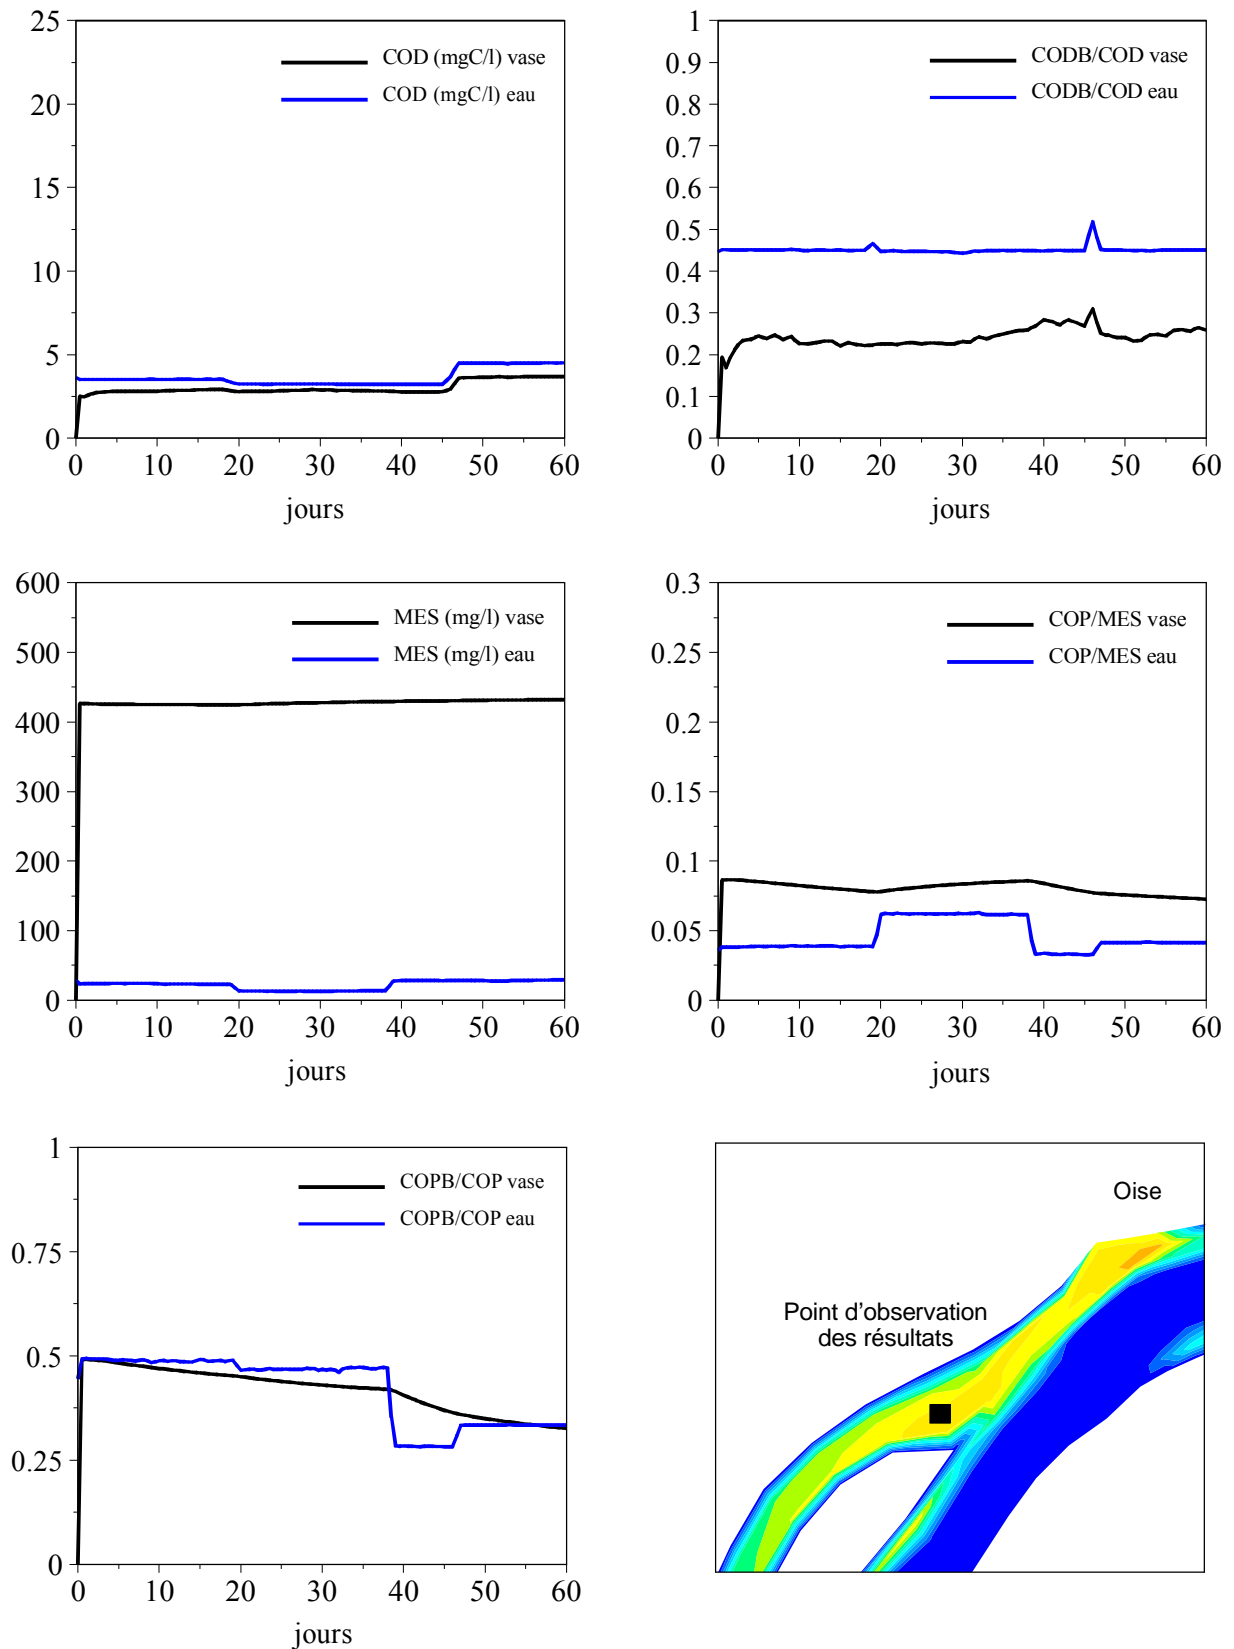 25
20
15
10
5
0
COD (mgC/l) vase
COD (mgC/l) eau
0 10 20 30 40 50 60
jours
1
0.9
0.8
0.7
0.6
0.5
0.4
0.3
0.2
0.1
0
CODB/COD vase
CODB/COD eau
0 10 20 30 40 50 60
jours
600
500
400
300
200
100
0
MES (mg/l) vase
MES (mg/l) eau
0 10 20 30 40 50 60
jours
0.3
0.25
0.2
0.15
0.1
0.05
0
COP/MES vase
COP/MES eau
0 10 20 30 40 50 60
jours
1
0.75
0.5
0.25
0
COPB/COP vase
COPB/COP eau
0 10 20 30 40 50 60
jours
Oise
Point d'observation
des résultats